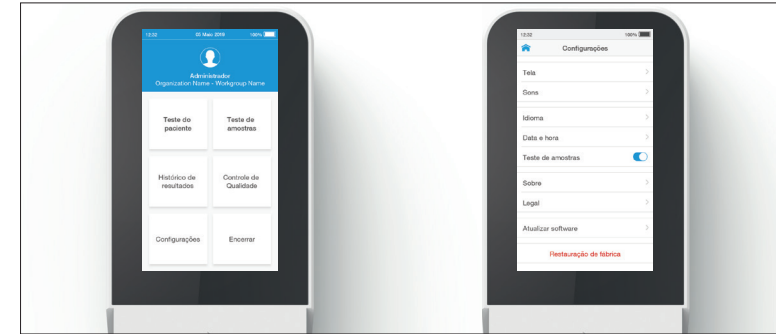 12:32 03 Maio 2019 100%
Administrador
Organization Name - Workgroup Name
Teste do
paciente
Teste de
amostras
Histórico de
resultados
Controle de
Qualidade
Configurações
Encerrar
12:32 100%
Configurações
Tela
Sons
Idioma
Data e hora
Teste de amostras
Sobre
Legal
Atualizar software
Restauração de fábrica